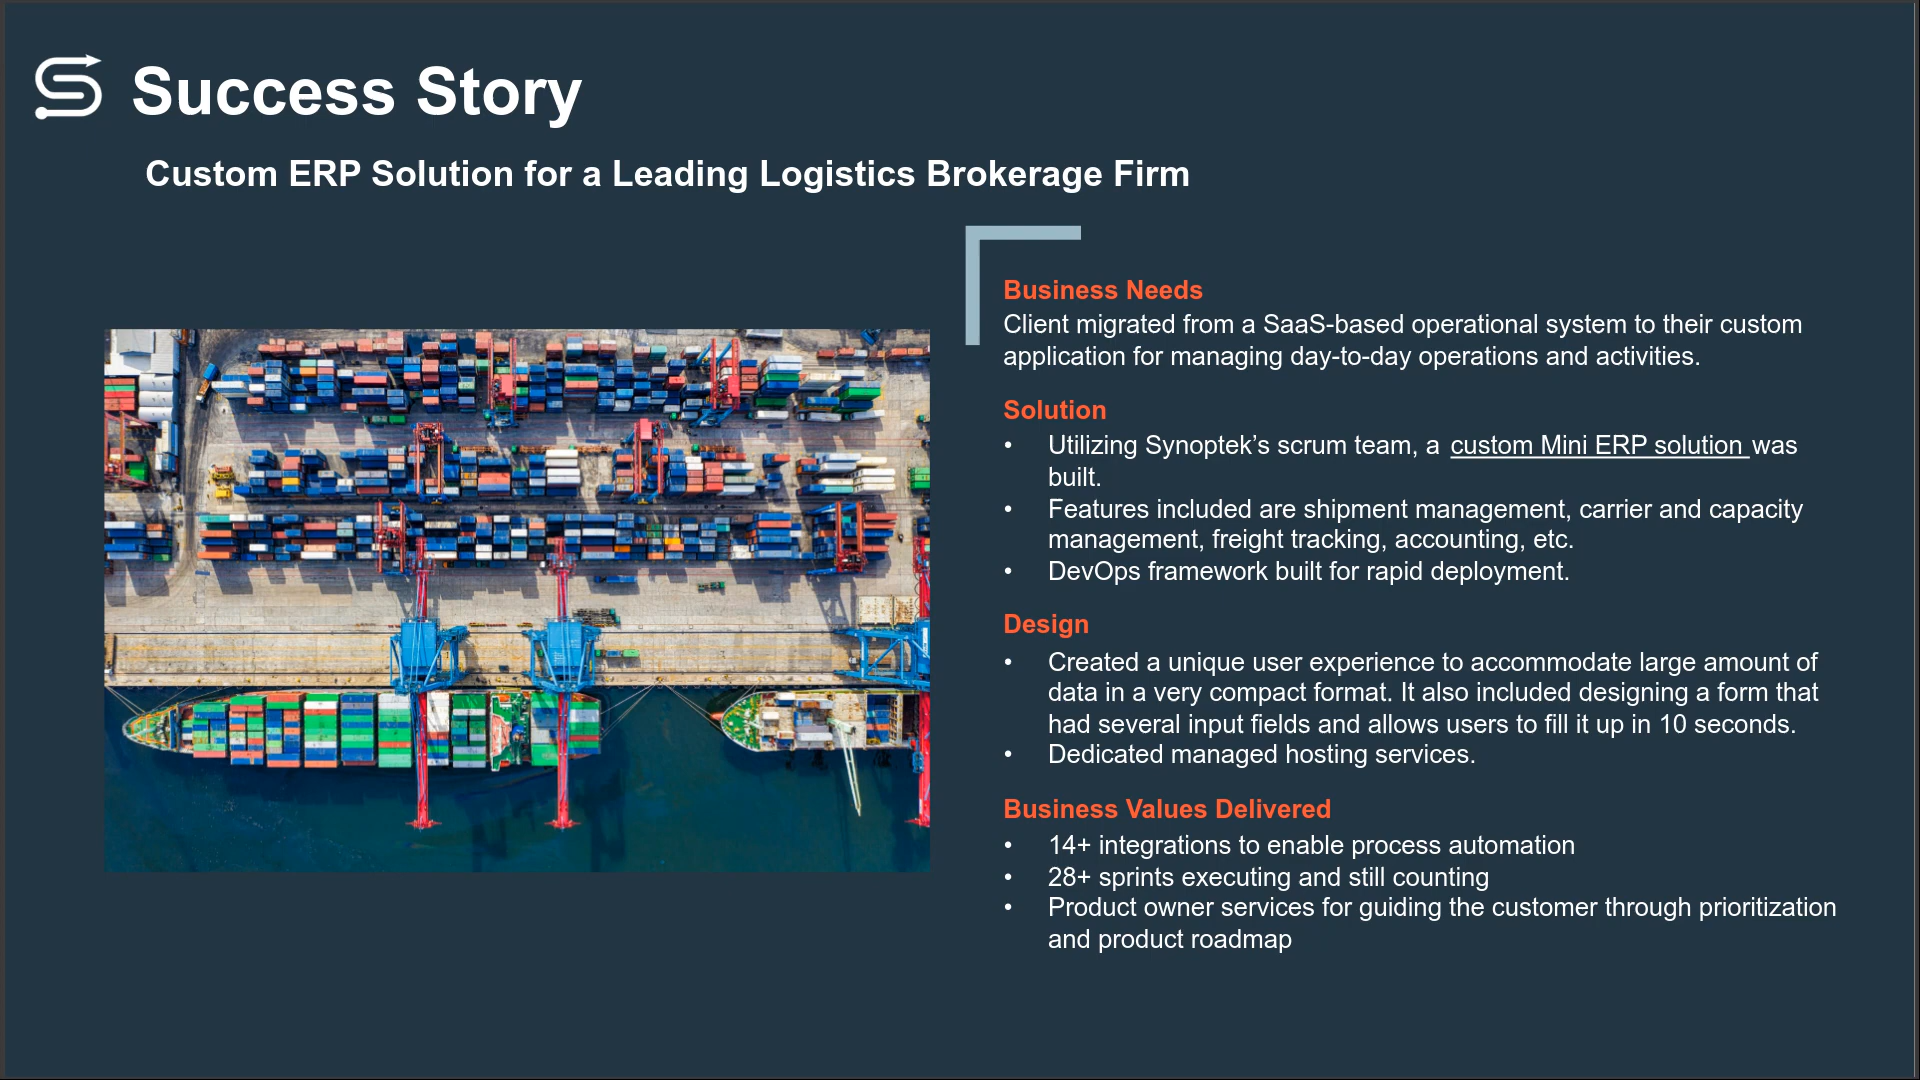 Success Story
Custom ERP Solution for a Leading Logistics Brokerage Firm
Business Needs
Client migrated from a SaaS-based operational system to their custom
application for managing day-to-day operations and activities.
Solution
• Utilizing Synoptek’s scrum team, a custom Mini ERP solution was
built.
• Features included are shipment management, carrier and capacity
management, freight tracking, accounting, etc.
• DevOps framework built for rapid deployment.
Design
• Created a unique user experience to accommodate large amount of
data in a very compact format. It also included designing a form that
had several input fields and allows users to fill it up in 10 seconds.
• Dedicated managed hosting services.
Business Values Delivered
• 14+ integrations to enable process automation
• 28+ sprints executing and still counting
• Product owner services for guiding the customer through prioritization
and product roadmap